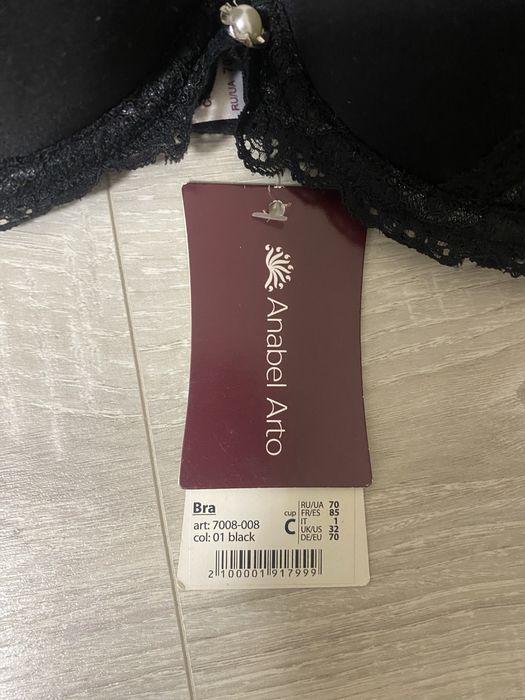 RU/UA 70
Anabel Arto
Bra
art: 7008-008
col: 01 black
cup C
RU/UA 70
FR/ES 85
IT 1
UK/US 32
DE/EU 70
2 100001 917999